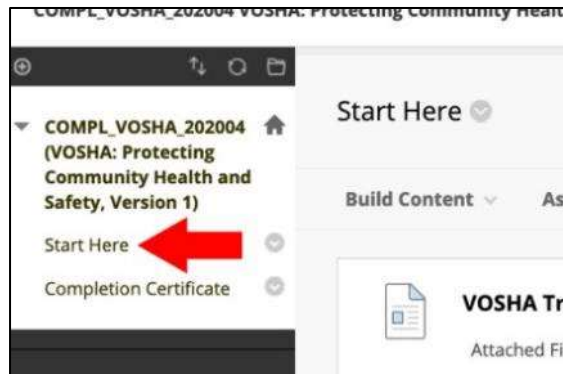 COMPL_VOSHA_202004 VOSHA: Protecting Community Healt
Start Here
COMPL_VOSHA_202004
(VOSHA: Protecting
Community Health and
Safety, Version 1)
Start Here
Completion Certificate
Build Content
As
VOSHA Tr
Attached Fi